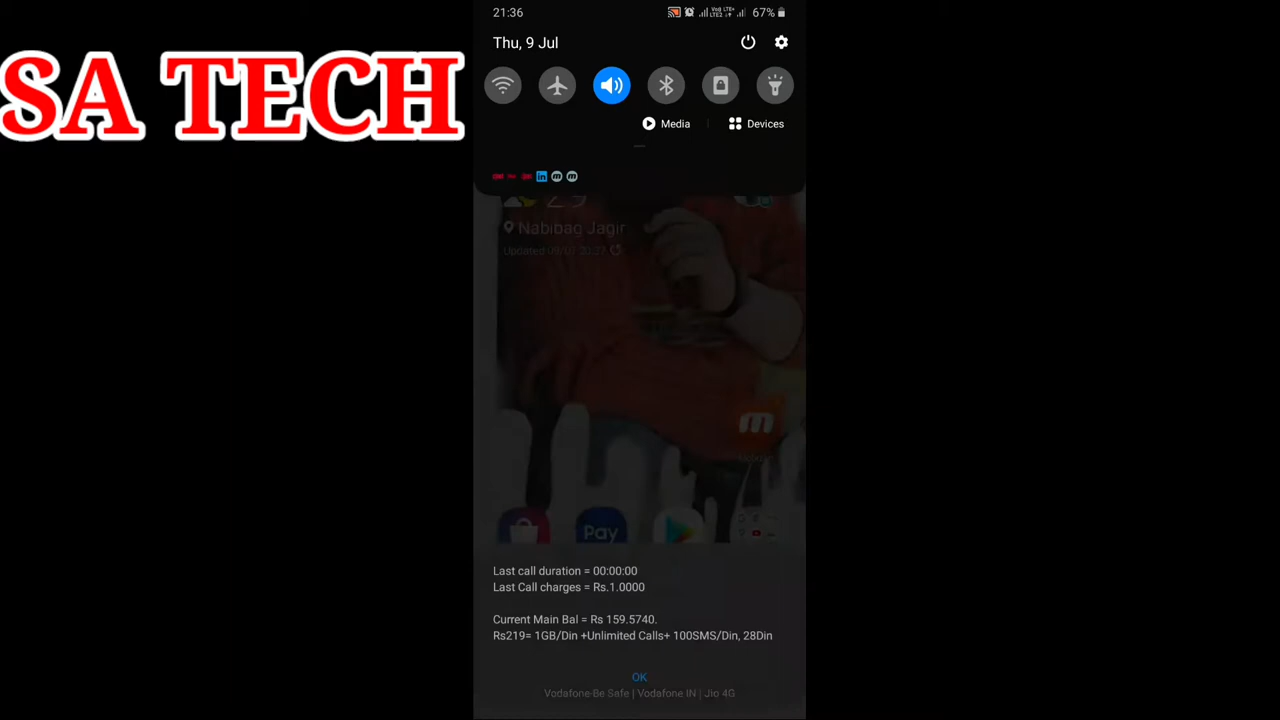 21:36
67%
SA TECH
Thu, 9 Jul
Media
Devices
Nabibag Jagir
Updated 09/07 20:27
Pay
Last call duration = 00:00:00
Last Call charges = Rs.1.0000
Current Main Bal = Rs 159.5740.
Rs219= 1GB/Din +Unlimited Calls+ 100SMS/Din, 28Din
OK
Vodafone-Be Safe | Vodafone IN | Jio 4G